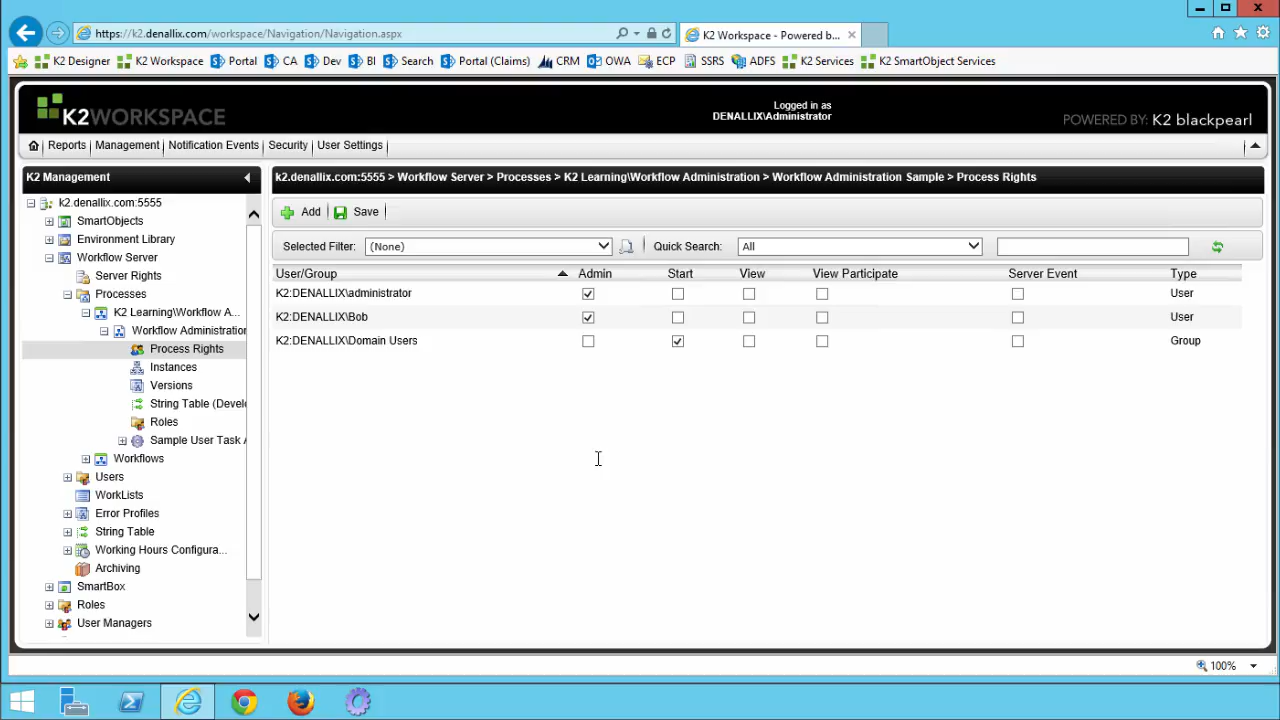 https://k2.denallix.com/workspace/Navigation/Navigation.aspx
K2 Workspace - Powered b...
K2 Designer K2 Workspace Portal CA Dev BI Search Portal (Claims) CRM OWA ECP SSRS ADFS K2 Services K2 SmartObject Services
K2WORKSPACE
Logged in as
DENALLIX\Administrator
POWERED BY: K2 blackpearl
Reports Management Notification Events Security User Settings
K2 Management
k2.denallix.com:5555
SmartObjects
Environment Library
Workflow Server
Server Rights
Processes
K2 Learning\Workflow A...
Workflow Administration
Process Rights
Instances
Versions
String Table (Devel
Roles
Sample User Task A
Workflows
Users
WorkLists
Error Profiles
String Table
Working Hours Configura...
Archiving
SmartBox
Roles
User Managers
k2.denallix.com:5555 > Workflow Server > Processes > K2 Learning\Workflow Administration > Workflow Administration Sample > Process Rights
Add Save
Selected Filter: (None) Quick Search: All
User/Group Admin Start View View Participate Server Event Type
K2:DENALLIX\administrator User
K2:DENALLIX\Bob User
K2:DENALLIX\Domain Users Group
100%